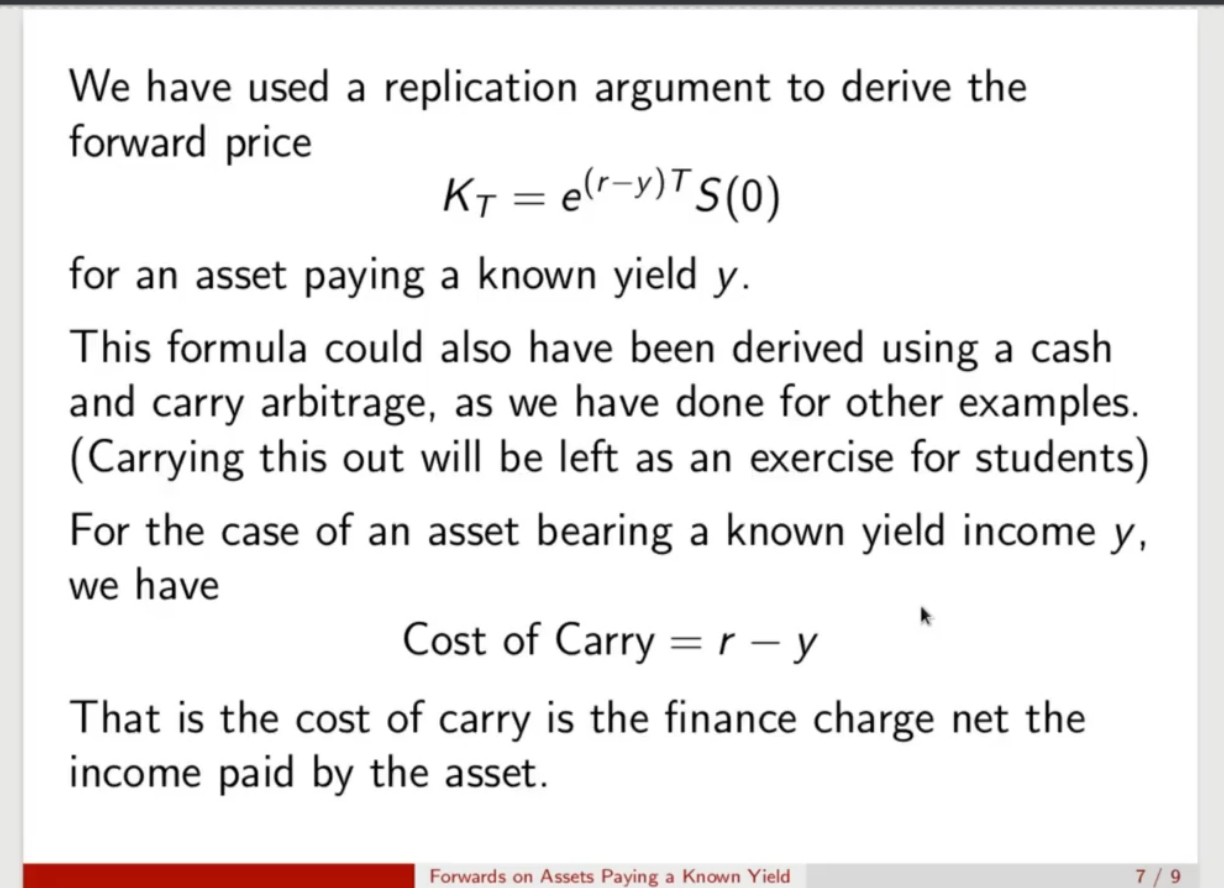 We have used a replication argument to derive the
forward price
K_T = e^{(r−y)T} S(0)
for an asset paying a known yield y.
This formula could also have been derived using a cash
and carry arbitrage, as we have done for other examples.
(Carrying this out will be left as an exercise for students)
For the case of an asset bearing a known yield income y,
we have
Cost of Carry = r − y
That is the cost of carry is the finance charge net the
income paid by the asset.
Forwards on Assets Paying a Known Yield 7 / 9